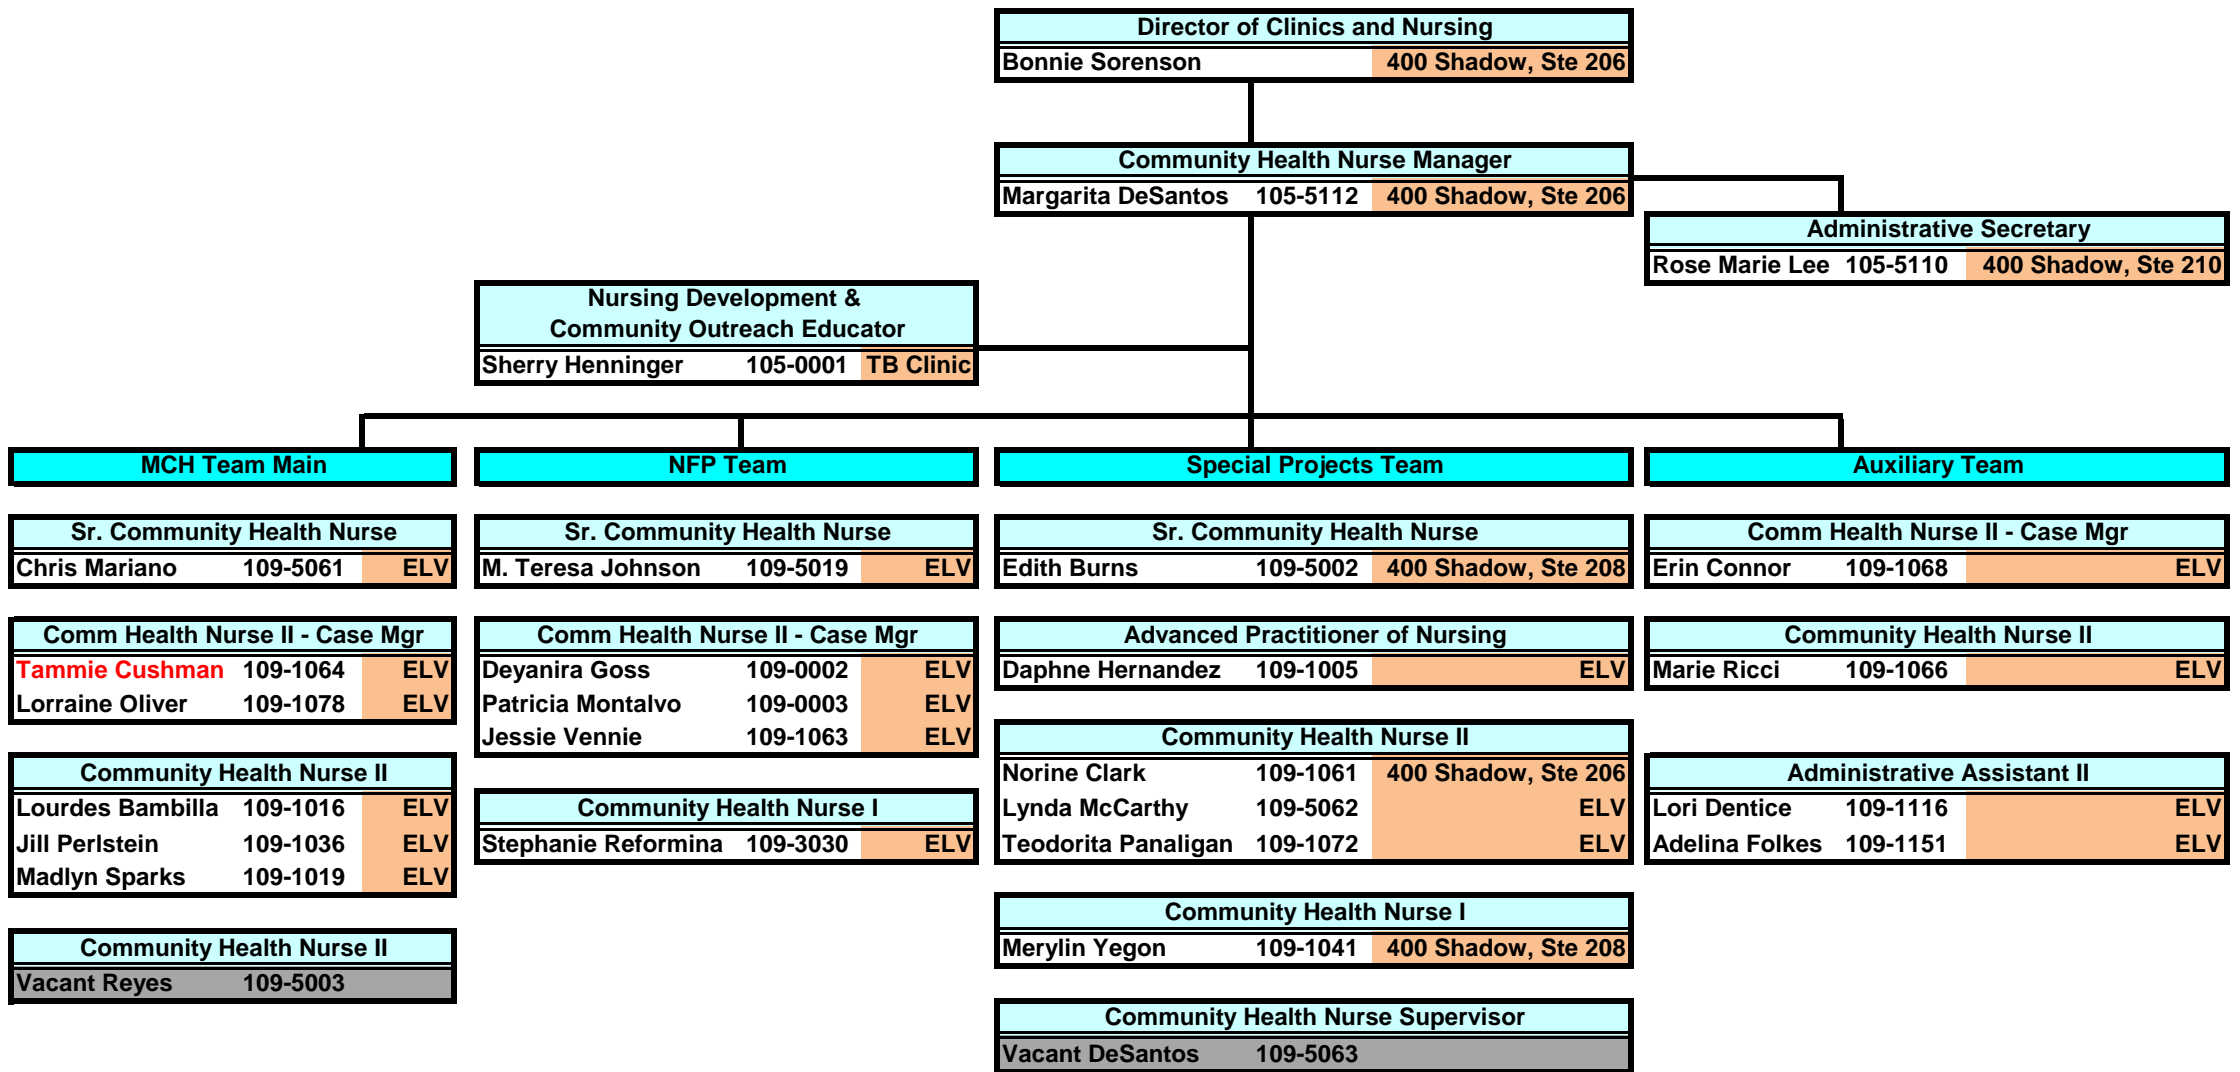 Director of Clinics and Nursing
Bonnie Sorenson 400 Shadow, Ste 206
Community Health Nurse Manager
Margarita DeSantos 105-5112 400 Shadow, Ste 206
Administrative Secretary
Rose Marie Lee 105-5110 400 Shadow, Ste 210
Nursing Development &
Community Outreach Educator
Sherry Henninger 105-0001 TB Clinic
MCH Team Main
Sr. Community Health Nurse
Chris Mariano 109-5061 ELV
Comm Health Nurse II - Case Mgr
Tammie Cushman 109-1064 ELV
Lorraine Oliver 109-1078 ELV
Community Health Nurse II
Lourdes Bambilla 109-1016 ELV
Jill Perlstein 109-1036 ELV
Madlyn Sparks 109-1019 ELV
Community Health Nurse II
Vacant Reyes 109-5003
NFP Team
Sr. Community Health Nurse
M. Teresa Johnson 109-5019 ELV
Comm Health Nurse II - Case Mgr
Deyanira Goss 109-0002 ELV
Patricia Montalvo 109-0003 ELV
Jessie Vennie 109-1063 ELV
Community Health Nurse I
Stephanie Reformina 109-3030 ELV
Special Projects Team
Sr. Community Health Nurse
Edith Burns 109-5002 400 Shadow, Ste 208
Advanced Practitioner of Nursing
Daphne Hernandez 109-1005 ELV
Community Health Nurse II
Norine Clark 109-1061 400 Shadow, Ste 206
Lynda McCarthy 109-5062 ELV
Teodorita Panaligan 109-1072 ELV
Community Health Nurse I
Merylin Yegon 109-1041 400 Shadow, Ste 208
Community Health Nurse Supervisor
Vacant DeSantos 109-5063
Auxiliary Team
Comm Health Nurse II - Case Mgr
Erin Connor 109-1068 ELV
Community Health Nurse II
Marie Ricci 109-1066 ELV
Administrative Assistant II
Lori Dentice 109-1116 ELV
Adelina Folkes 109-1151 ELV